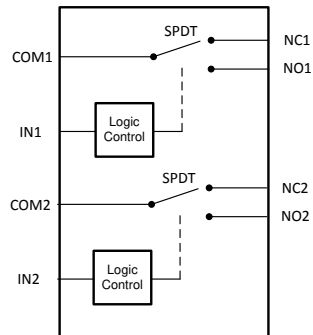 SPDT
NC1
COM1
NO1
IN1
Logic
Control
SPDT
NC2
COM2
NO2
IN2
Logic
Control